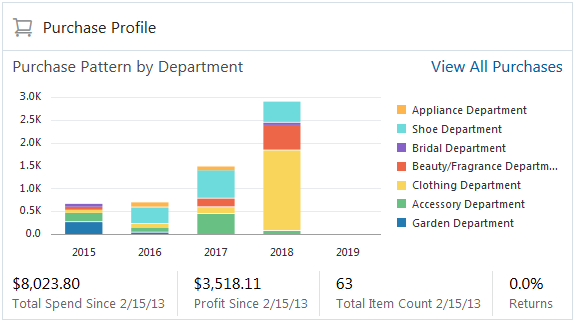 Purchase Profile
Purchase Pattern by Department
View All Purchases
3.0K
2.5K
2.0K
1.5K
1.0K
0.5K
0.0
2015 2016 2017 2018 2019
Appliance Department
Shoe Department
Bridal Department
Beauty/Fragrance Departm...
Clothing Department
Accessory Department
Garden Department
$8,023.80
Total Spend Since 2/15/13
$3,518.11
Profit Since 2/15/13
63
Total Item Count 2/15/13
0.0%
Returns